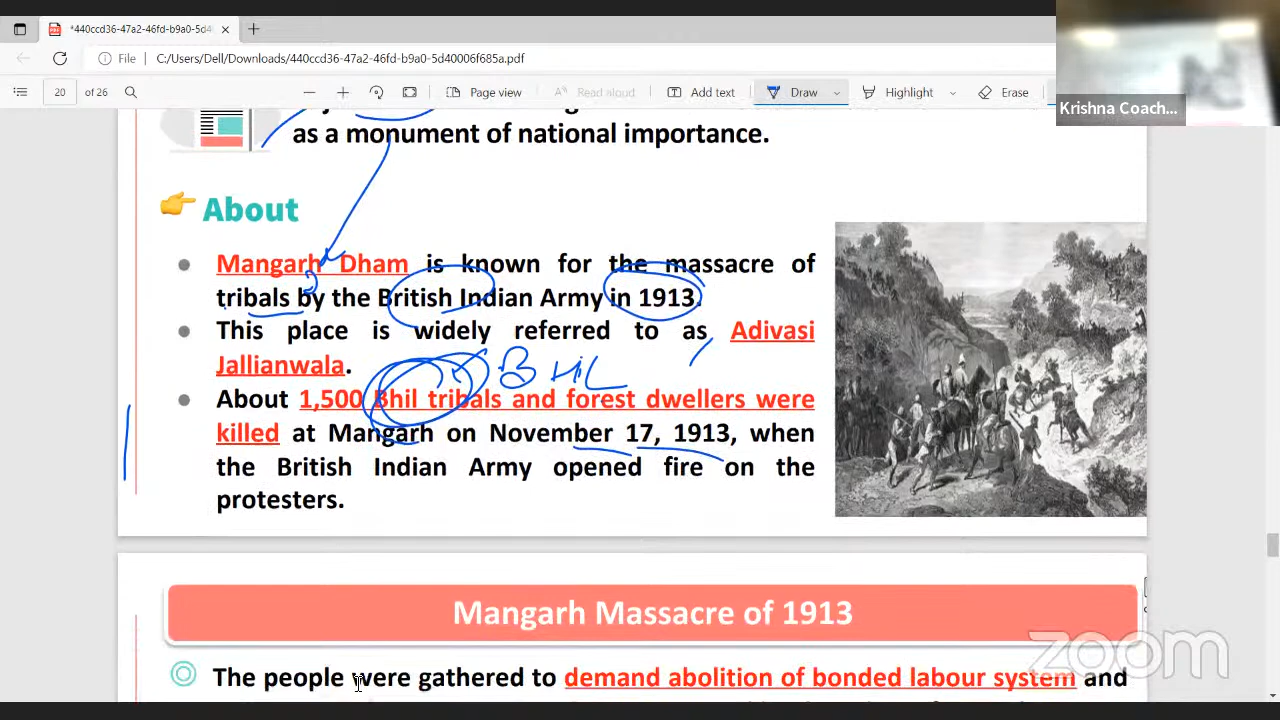 *440ccd36-47a2-46fd-b9a0-5d4
File C:/Users/Dell/Downloads/440ccd36-47a2-46fd-b9a0-5d40006f685a.pdf
20 of 26 Page view Read aloud Add text Draw Highlight Erase
Krishna Coach...
as a monument of national importance.
About
Mangarh Dham is known for the massacre of
tribals by the British Indian Army in 1913.
This place is widely referred to as Adivasi
Jallianwala.
BHIL
About 1,500 Bhil tribals and forest dwellers were
killed at Mangarh on November 17, 1913, when
the British Indian Army opened fire on the
protesters.
Mangarh Massacre of 1913
zoom
The people were gathered to demand abolition of bonded labour system and